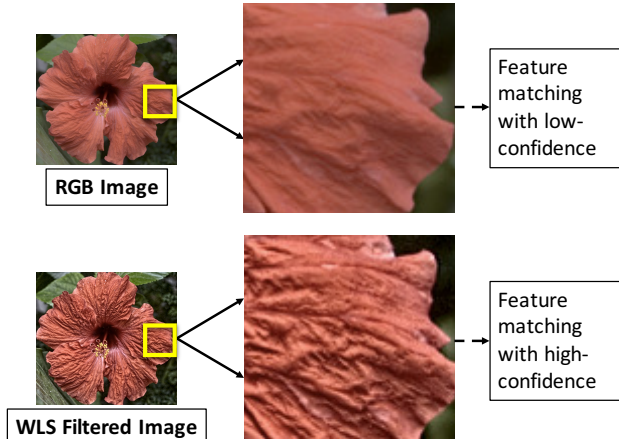 RGB Image
Feature
matching
with low-
confidence
WLS Filtered Image
Feature
matching
with high-
confidence